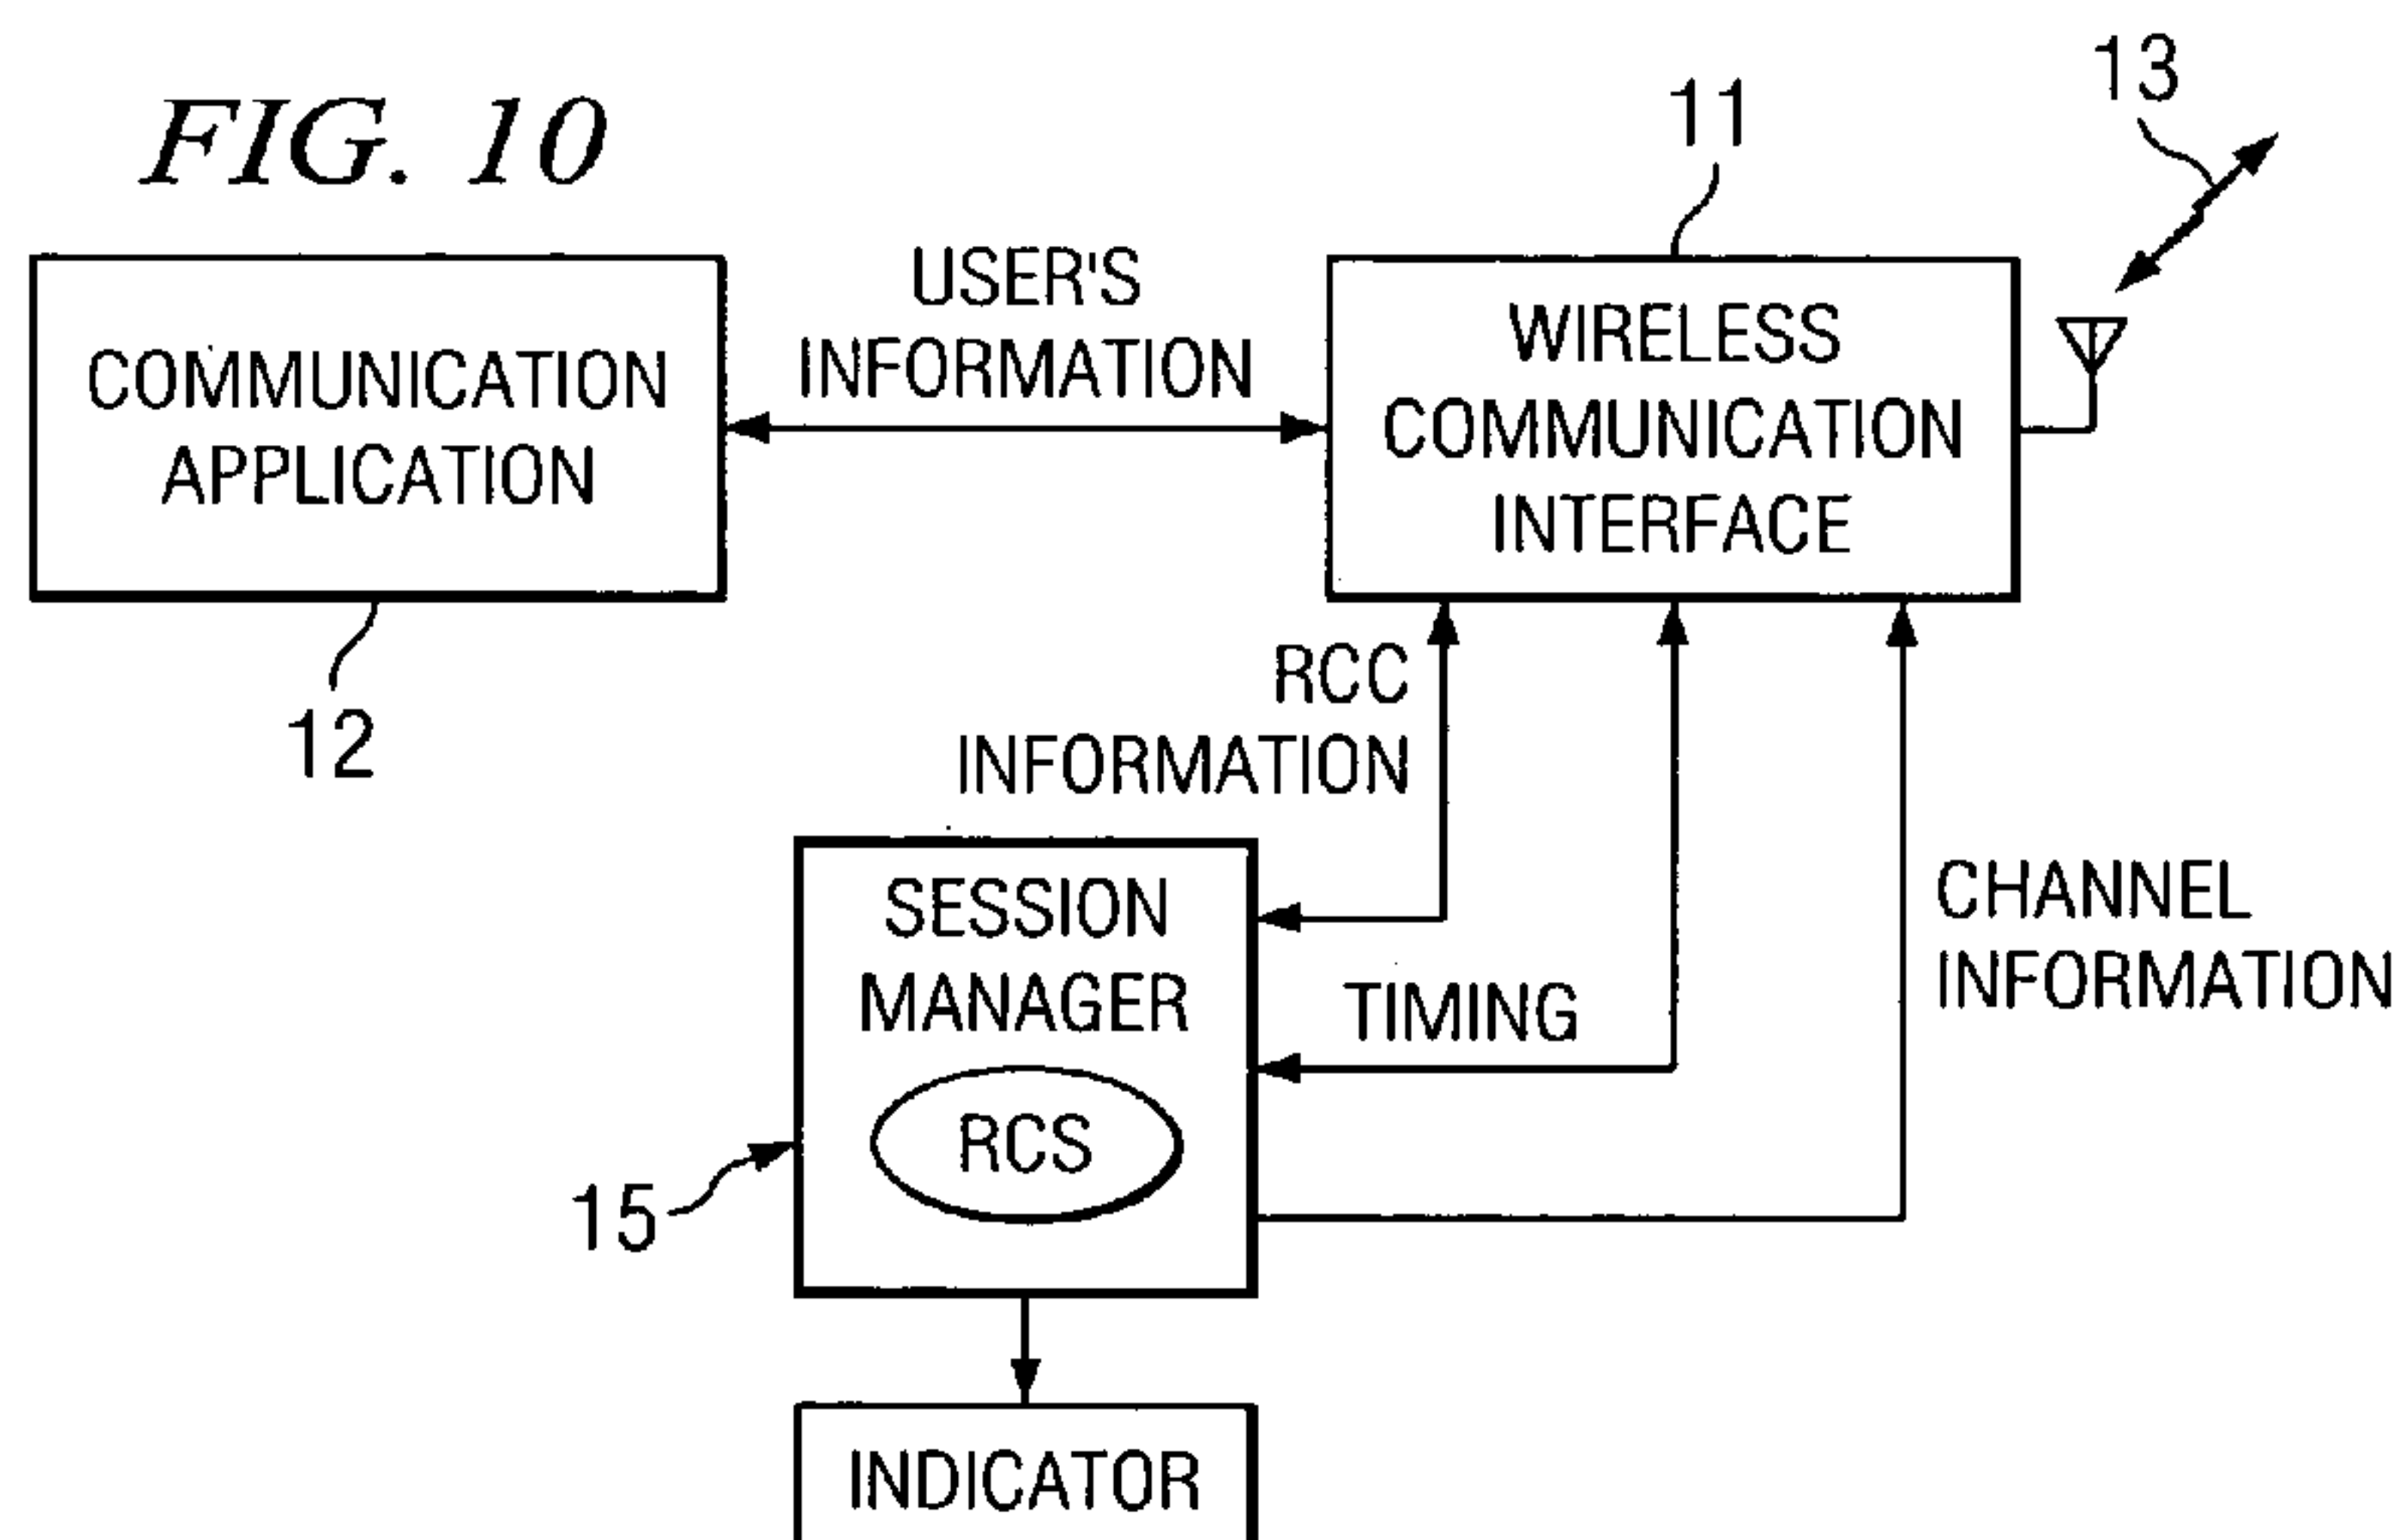 FIG. 10
13
11
COMMUNICATION
APPLICATION
USER'S
INFORMATION
WIRELESS
COMMUNICATION
INTERFACE
12
RCC
INFORMATION
SESSION
MANAGER
RCS
TIMING
CHANNEL
INFORMATION
15
INDICATOR